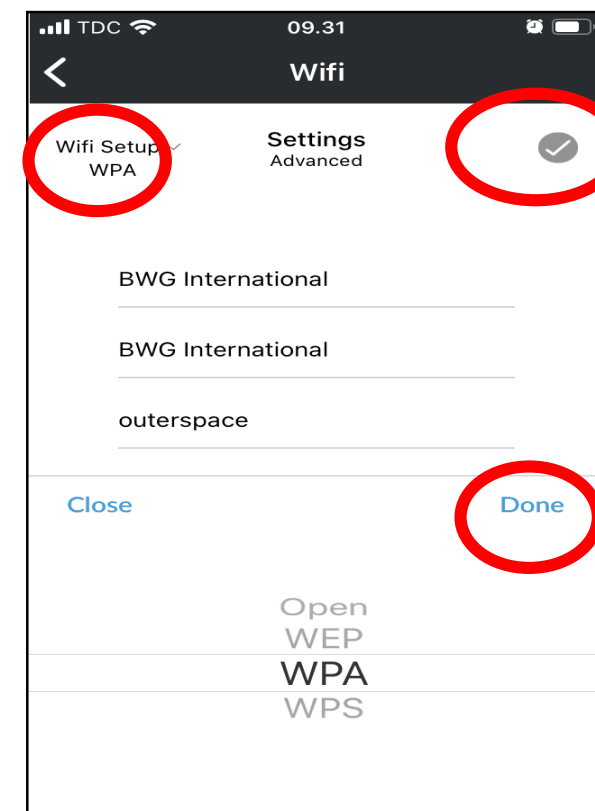 TDC 09.31
Wifi
Wifi Setup Settings
WPA Advanced
BWG International
BWG International
outerspace
Close Done
Open
WEP
WPA
WPS